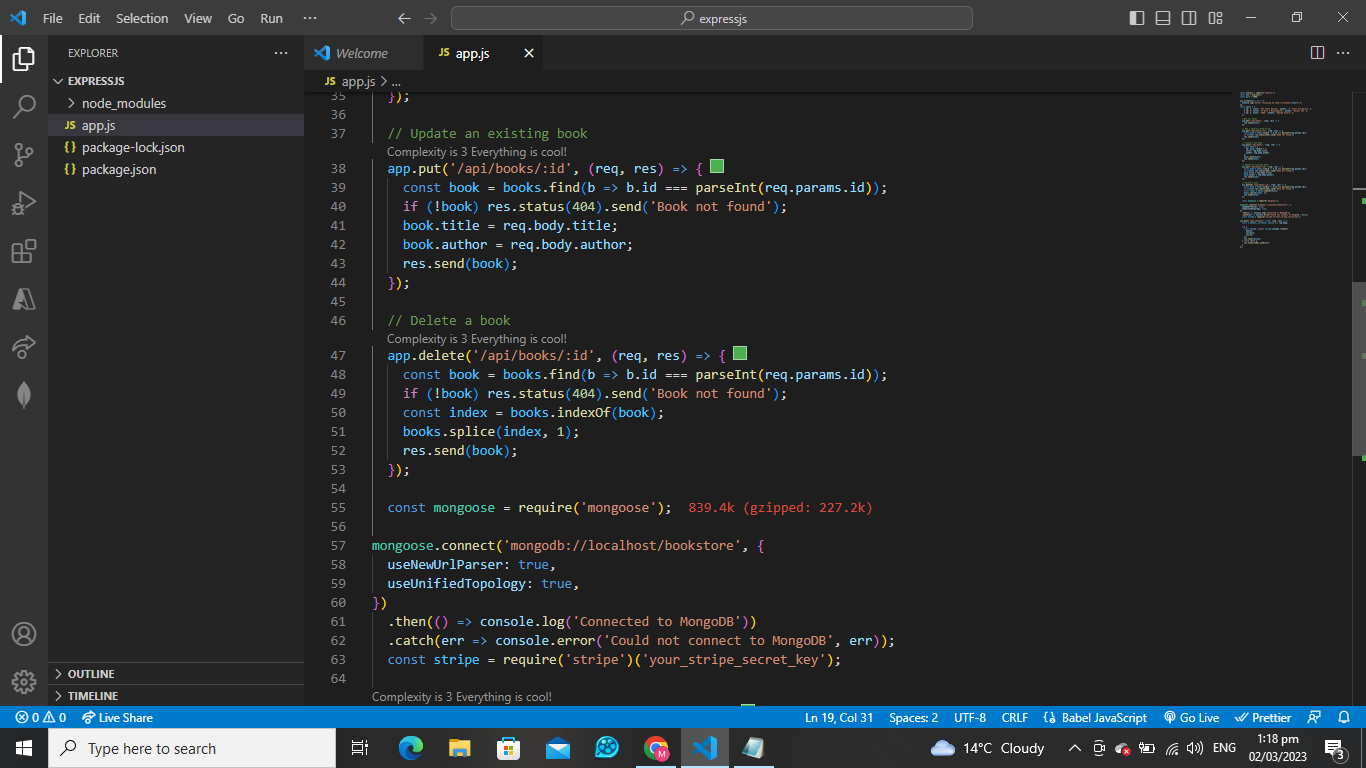 File Edit Selection View Go Run ···
expressjs
EXPLORER ···
EXPRESSJS
node_modules
JS app.js
{} package-lock.json
{} package.json
OUTLINE
TIMELINE
Welcome
JS app.js
JS app.js > ...
35 });
36
37 // Update an existing book
Complexity is 3 Everything is cool!
38 app.put('/api/books/:id', (req, res) => {
39 const book = books.find(b => b.id === parseInt(req.params.id));
40 if (!book) res.status(404).send('Book not found');
41 book.title = req.body.title;
42 book.author = req.body.author;
43 res.send(book);
44 });
45
46 // Delete a book
Complexity is 3 Everything is cool!
47 app.delete('/api/books/:id', (req, res) => {
48 const book = books.find(b => b.id === parseInt(req.params.id));
49 if (!book) res.status(404).send('Book not found');
50 const index = books.indexOf(book);
51 books.splice(index, 1);
52 res.send(book);
53 });
54
55 const mongoose = require('mongoose'); 839.4k (gzipped: 227.2k)
56
57 mongoose.connect('mongodb://localhost/bookstore', {
58 useNewUrlParser: true,
59 useUnifiedTopology: true,
60 })
61 .then(() => console.log('Connected to MongoDB'))
62 .catch(err => console.error('Could not connect to MongoDB', err));
63 const stripe = require('stripe')('your_stripe_secret_key');
64
Complexity is 3 Everything is cool!
0 0 Live Share
Ln 19, Col 31 Spaces: 2 UTF-8 CRLF {} Babel JavaScript Go Live Prettier
Type here to search
M
14°C Cloudy
ENG
1:18 pm
02/03/2023
3